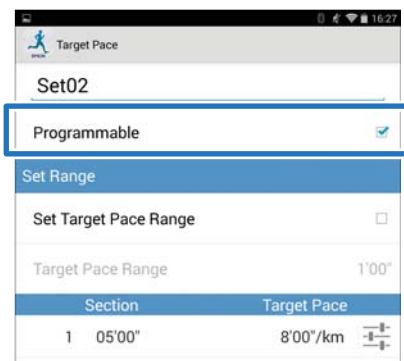 16:27
EPSON
Target Pace
Set02
Programmable
Set Range
Set Target Pace Range
Target Pace Range 1'00"
Section Target Pace
1 05'00" 8'00"/km